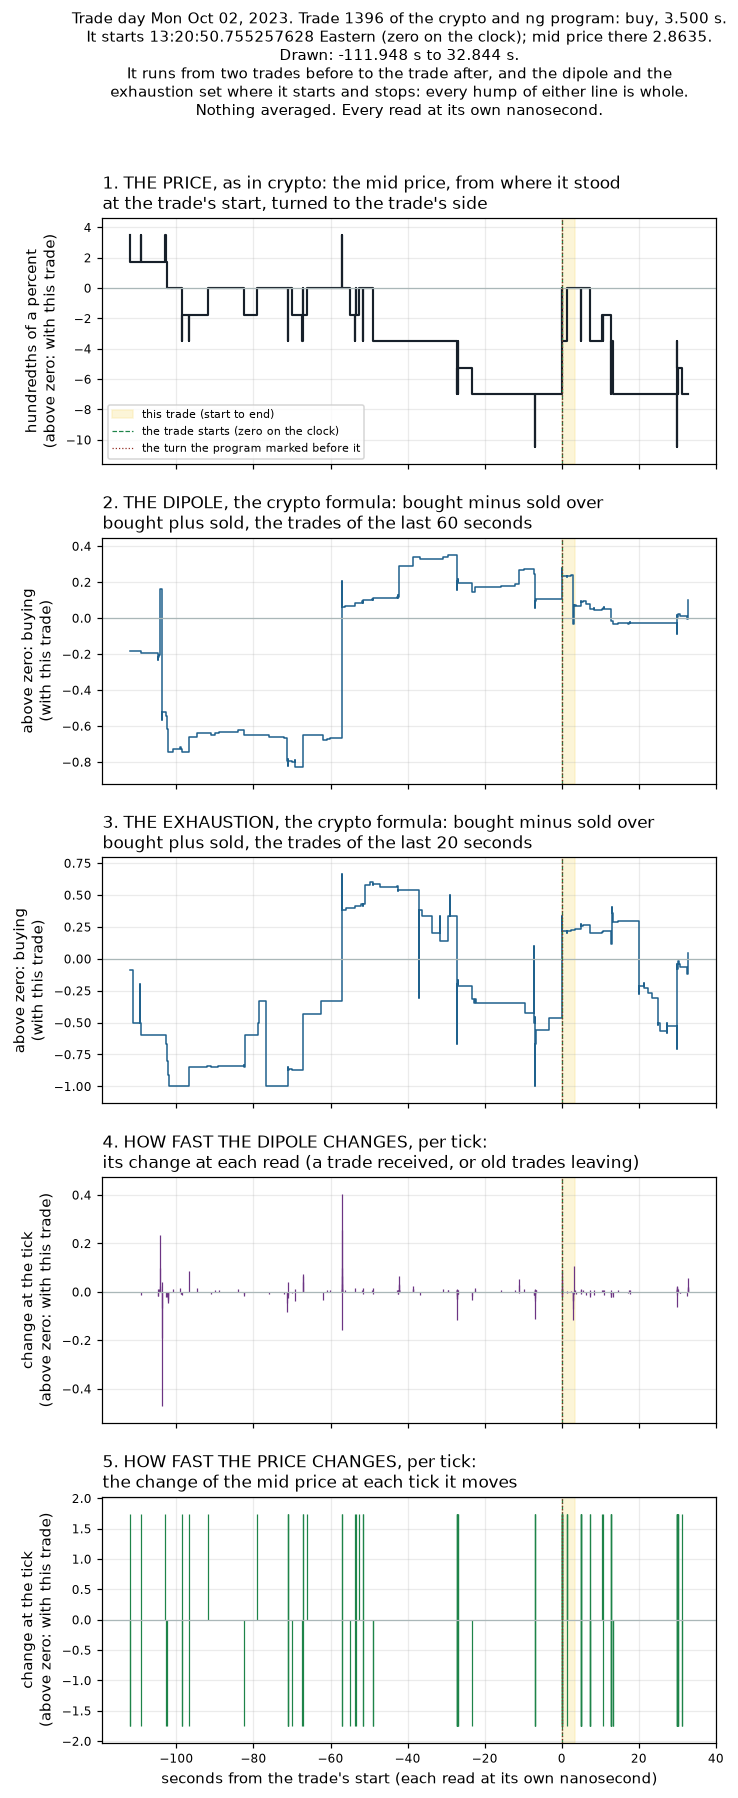 Trade day Mon Oct 02, 2023. Trade 1396 of the crypto and ng program: buy, 3.500 s.
It starts 13:20:50.755257628 Eastern (zero on the clock); mid price there 2.8635.
Drawn: -111.948 s to 32.844 s.
It runs from two trades before to the trade after, and the dipole and the
exhaustion set where it starts and stops: every hump of either line is whole.
Nothing averaged. Every read at its own nanosecond.
1. THE PRICE, as in crypto: the mid price, from where it stood
at the trade's start, turned to the trade's side
hundredths of a percent
(above zero: with this trade)
4
2
0
−2
−4
−6
−8
−10
this trade (start to end)
the trade starts (zero on the clock)
the turn the program marked before it
2. THE DIPOLE, the crypto formula: bought minus sold over
bought plus sold, the trades of the last 60 seconds
above zero: buying
(with this trade)
0.4
0.2
0.0
−0.2
−0.4
−0.6
−0.8
3. THE EXHAUSTION, the crypto formula: bought minus sold over
bought plus sold, the trades of the last 20 seconds
above zero: buying
(with this trade)
0.75
0.50
0.25
0.00
−0.25
−0.50
−0.75
−1.00
4. HOW FAST THE DIPOLE CHANGES, per tick:
its change at each read (a trade received, or old trades leaving)
change at the tick
(above zero: with this trade)
0.4
0.2
0.0
−0.2
−0.4
5. HOW FAST THE PRICE CHANGES, per tick:
the change of the mid price at each tick it moves
change at the tick
(above zero: with this trade)
2.0
1.5
1.0
0.5
0.0
−0.5
−1.0
−1.5
−2.0
−100
−80
−60
−40
−20
0
20
40
seconds from the trade's start (each read at its own nanosecond)